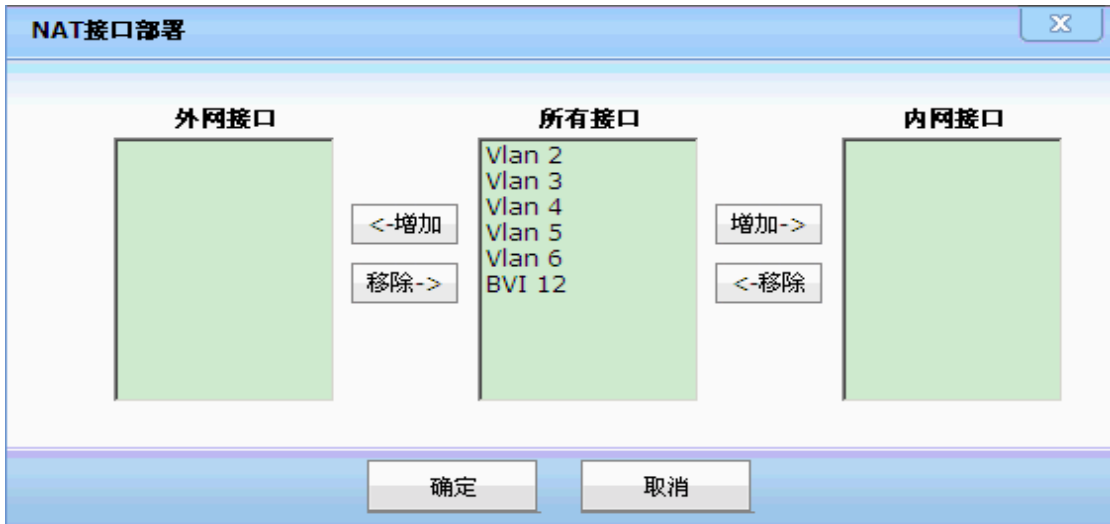 NAT接口部署
外网接口 所有接口 内网接口
Vlan 2
Vlan 3
Vlan 4
Vlan 5
Vlan 6
BVI 12
<-增加
移除->
增加->
<-移除
确定 取消